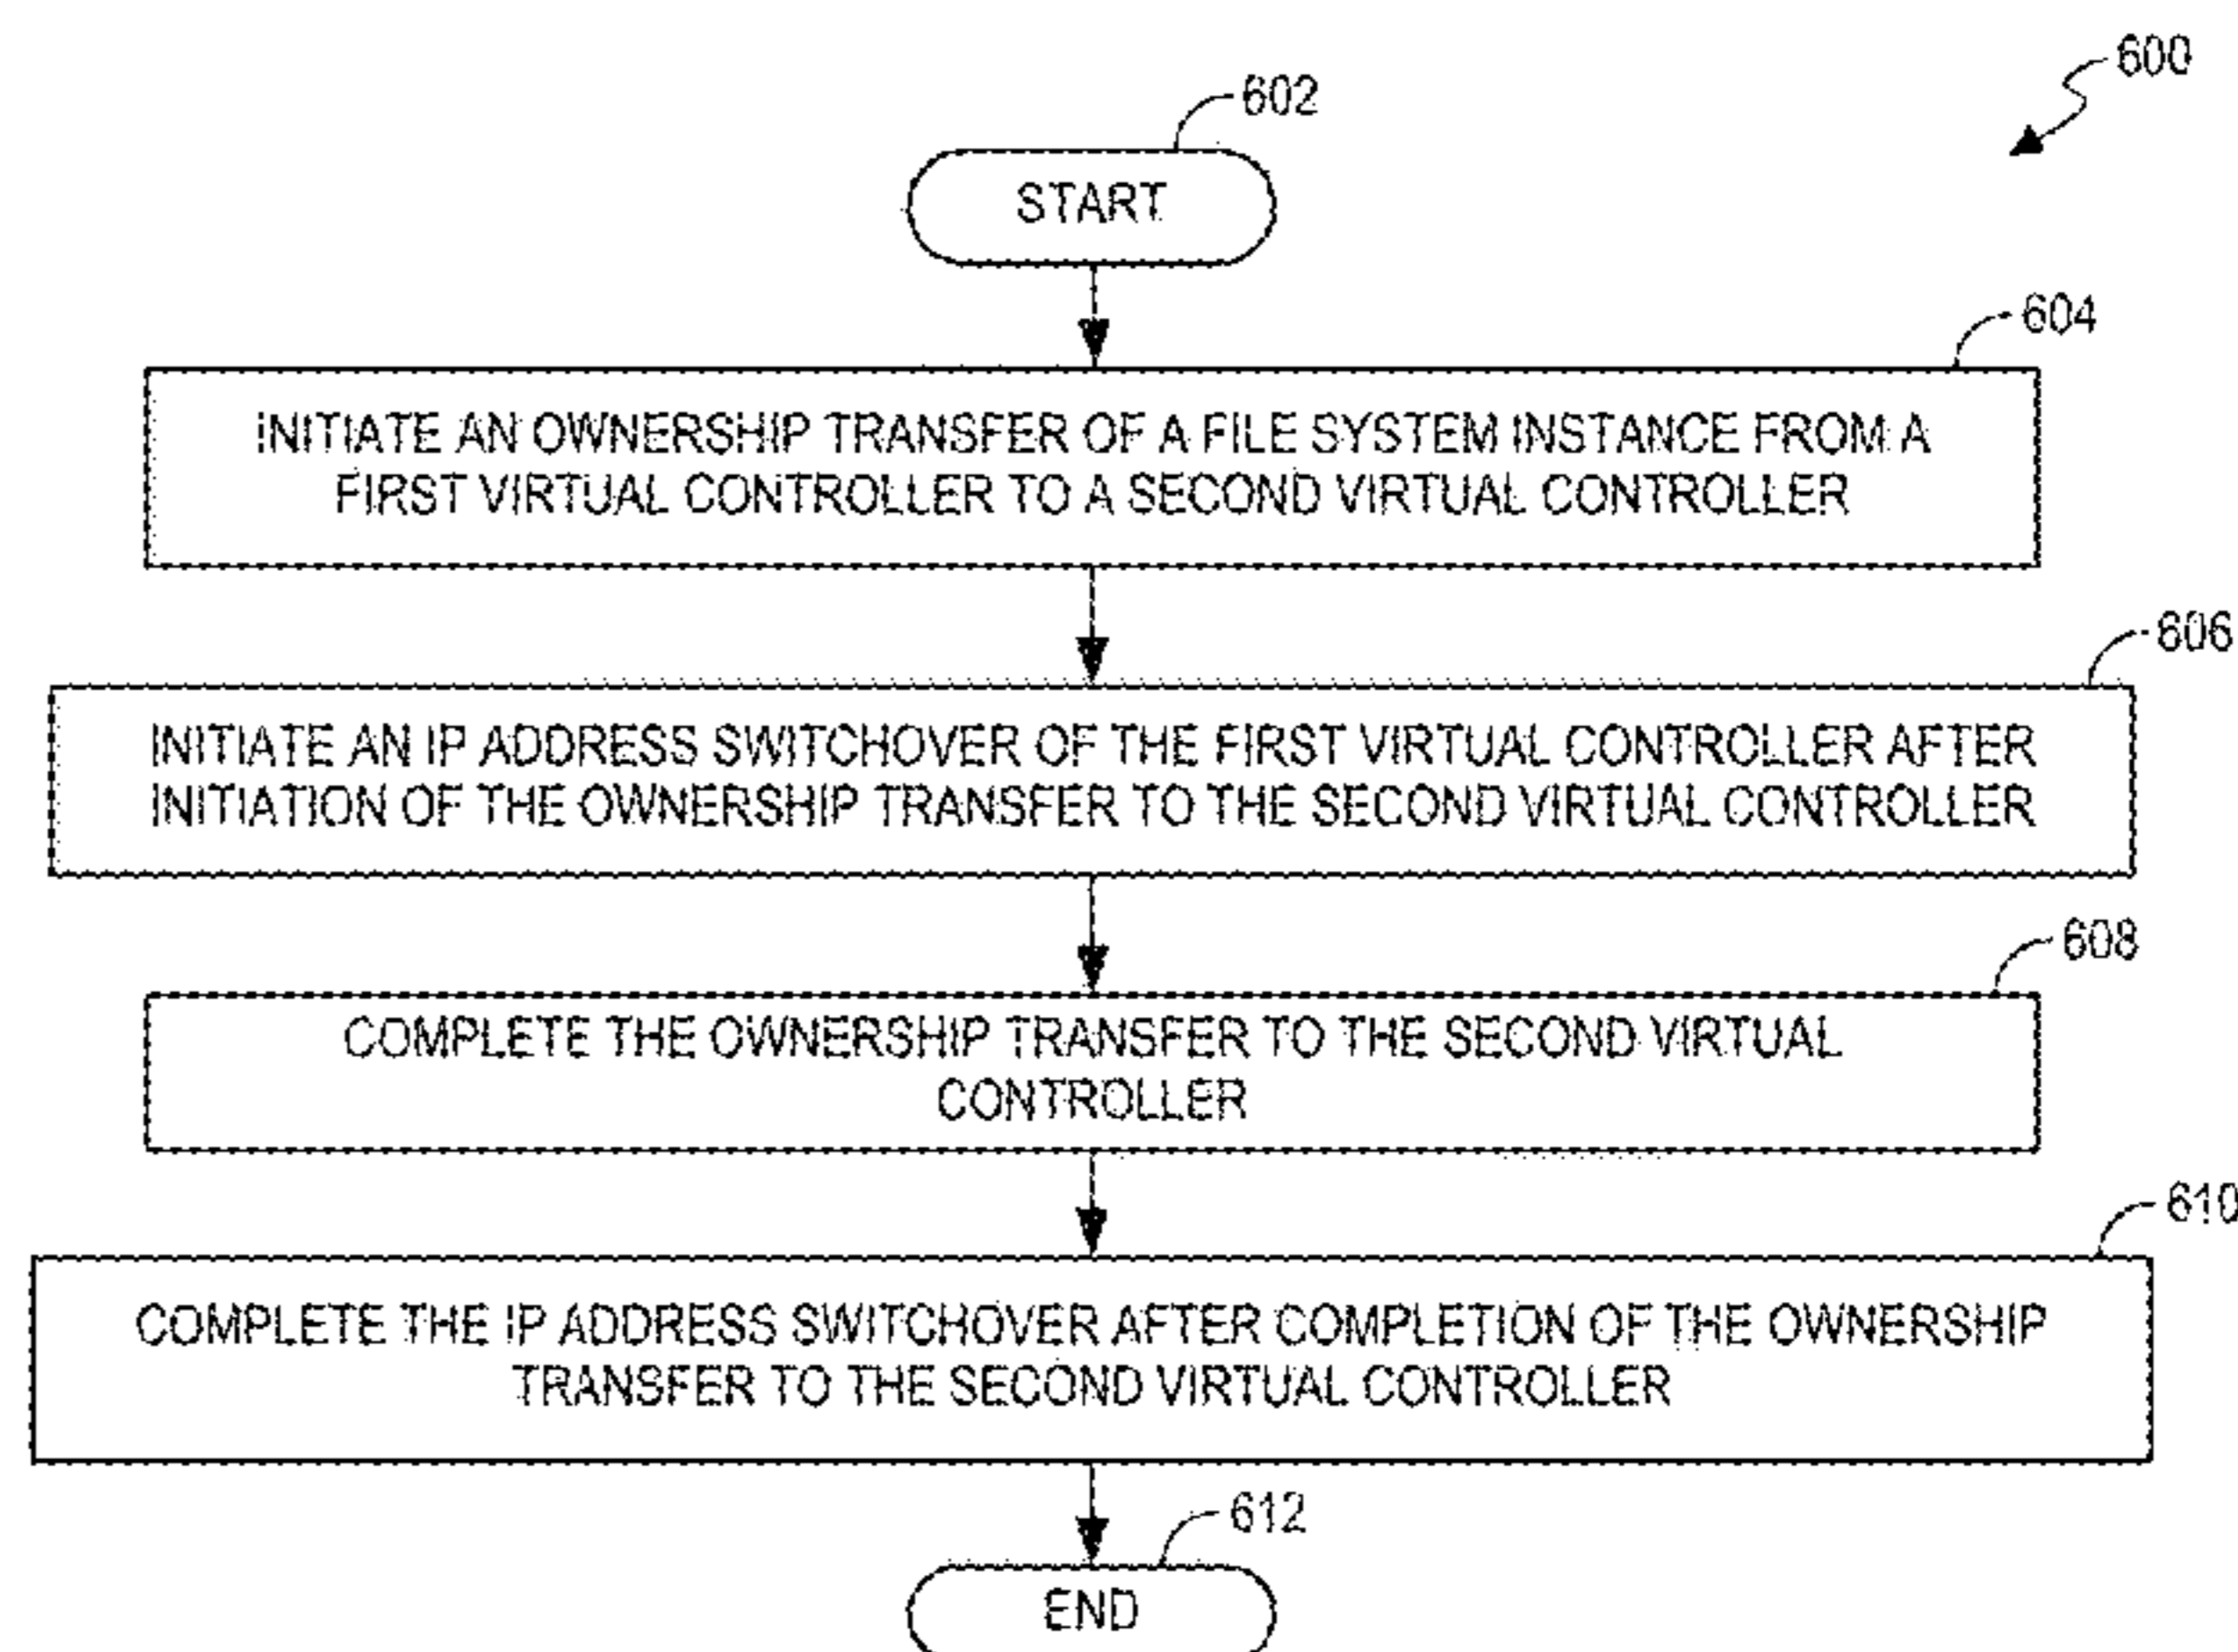 600
602
START
604
INITIATE AN OWNERSHIP TRANSFER OF A FILE SYSTEM INSTANCE FROM A
FIRST VIRTUAL CONTROLLER TO A SECOND VIRTUAL CONTROLLER
606
INITIATE AN IP ADDRESS SWITCHOVER OF THE FIRST VIRTUAL CONTROLLER AFTER
INITIATION OF THE OWNERSHIP TRANSFER TO THE SECOND VIRTUAL CONTROLLER
608
COMPLETE THE OWNERSHIP TRANSFER TO THE SECOND VIRTUAL
CONTROLLER
610
COMPLETE THE IP ADDRESS SWITCHOVER AFTER COMPLETION OF THE OWNERSHIP
TRANSFER TO THE SECOND VIRTUAL CONTROLLER
612
END